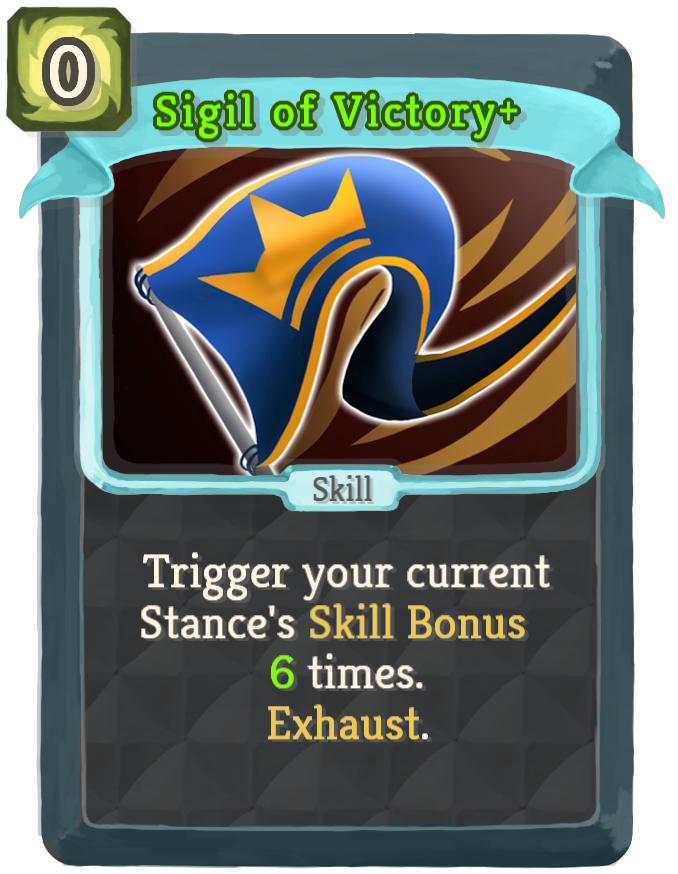 0
Sigil of Victory+
Skill
Trigger your current
Stance's Skill Bonus
6 times.
Exhaust.